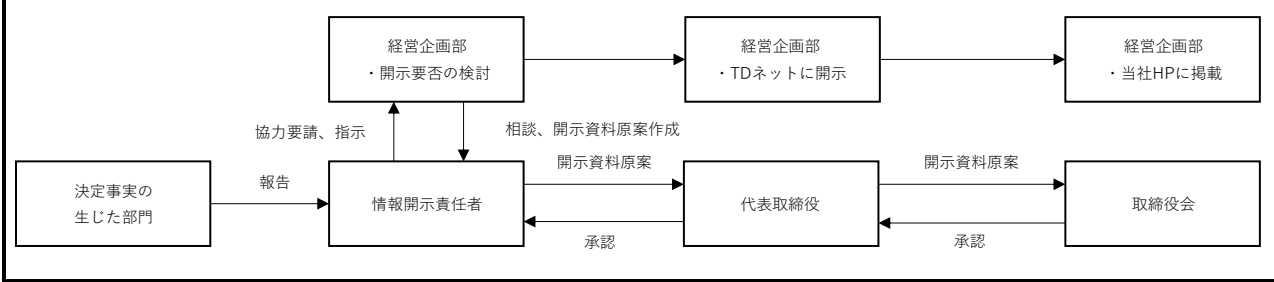 経営企画部
・開示要否の検討
経営企画部
・TDネットに開示
経営企画部
・当社HPに掲載
協力要請、指示
相談、開示資料原案作成
決定事実の
生じた部門
報告
情報開示責任者
開示資料原案
承認
代表取締役
開示資料原案
承認
取締役会